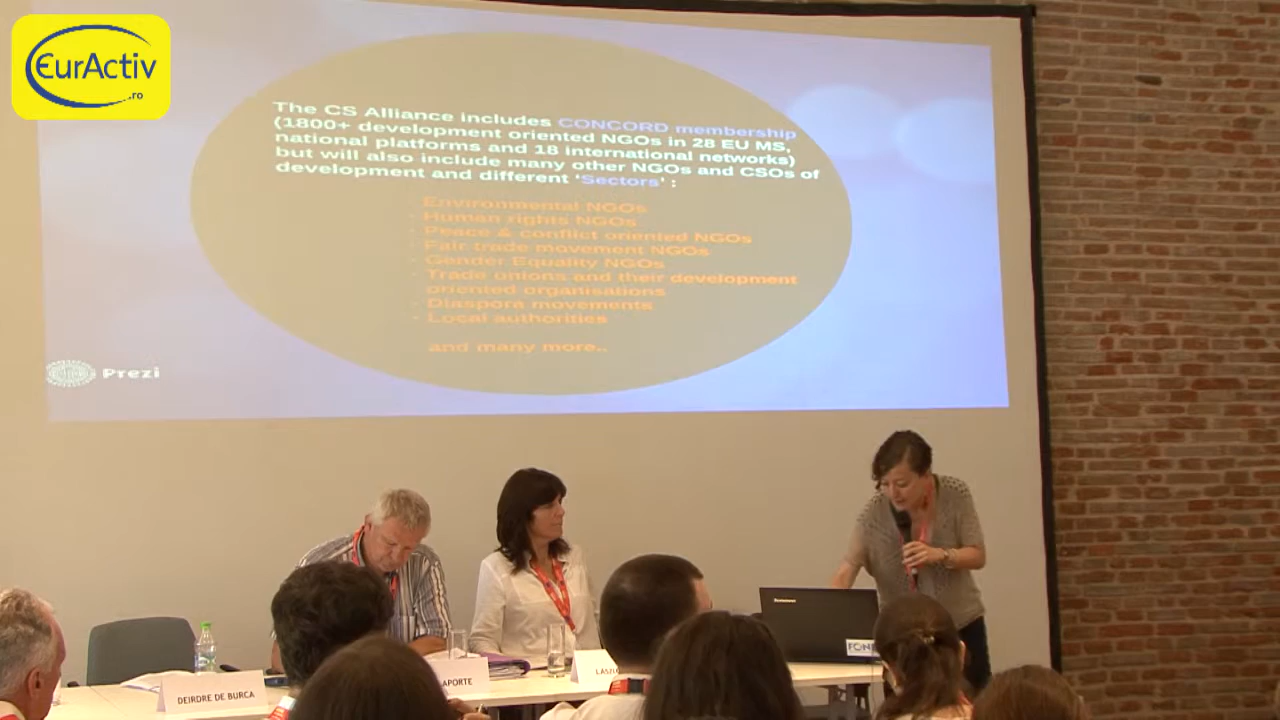 EurActiv
.ro
The CS Alliance includes CONCORD membership
(1800+ development oriented NGOs in 28 EU MS,
national platforms and 18 international networks)
but will also include many other NGOs and CSOs of
development and different 'Sectors' :
- Environmental NGOs
- Human rights NGOs
- Peace & conflict oriented NGOs
- Fair trade movement NGOs
- Gender Equality NGOs
- Trade onions and their development
oriented organisations
- Diaspora movements
- Local authorities
and many more..
Prezi
Lenovo
DEIRDRE DE BURCA
APORTE